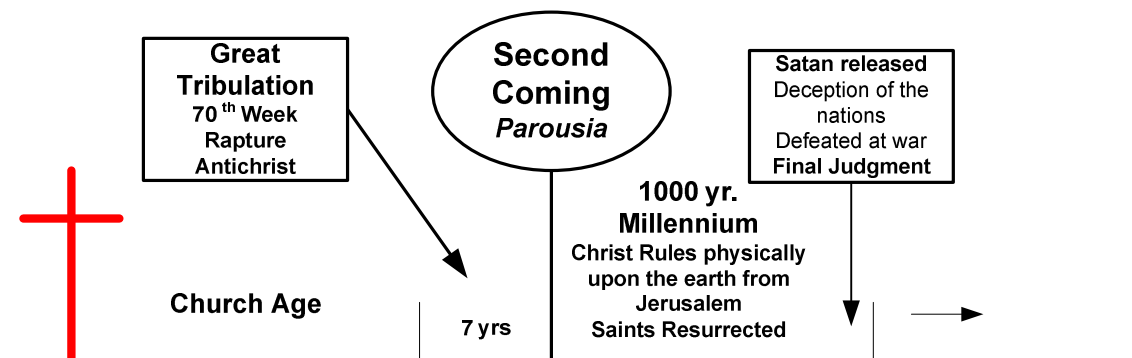 Great
Tribulation
70 th Week
Rapture
Antichrist
Second
Coming
Parousia
Satan released
Deception of the
nations
Defeated at war
Final Judgment
1000 yr.
Millennium
Christ Rules physically
upon the earth from
Jerusalem
Saints Resurrected
Church Age
7 yrs